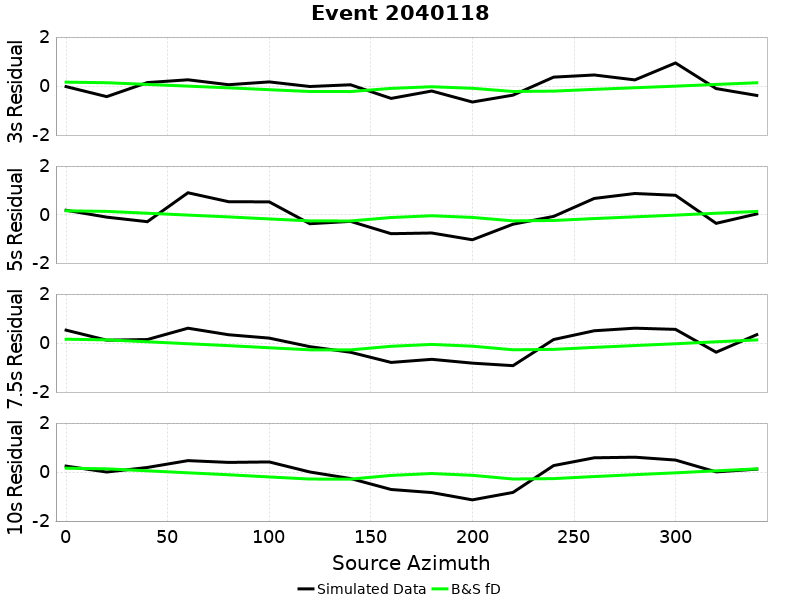 Event 2040118
3s Residual
2
0
-2
5s Residual
2
0
-2
7.5s Residual
2
0
-2
10s Residual
2
0
-2
0 50 100 150 200 250 300
Source Azimuth
Simulated Data B&S fD